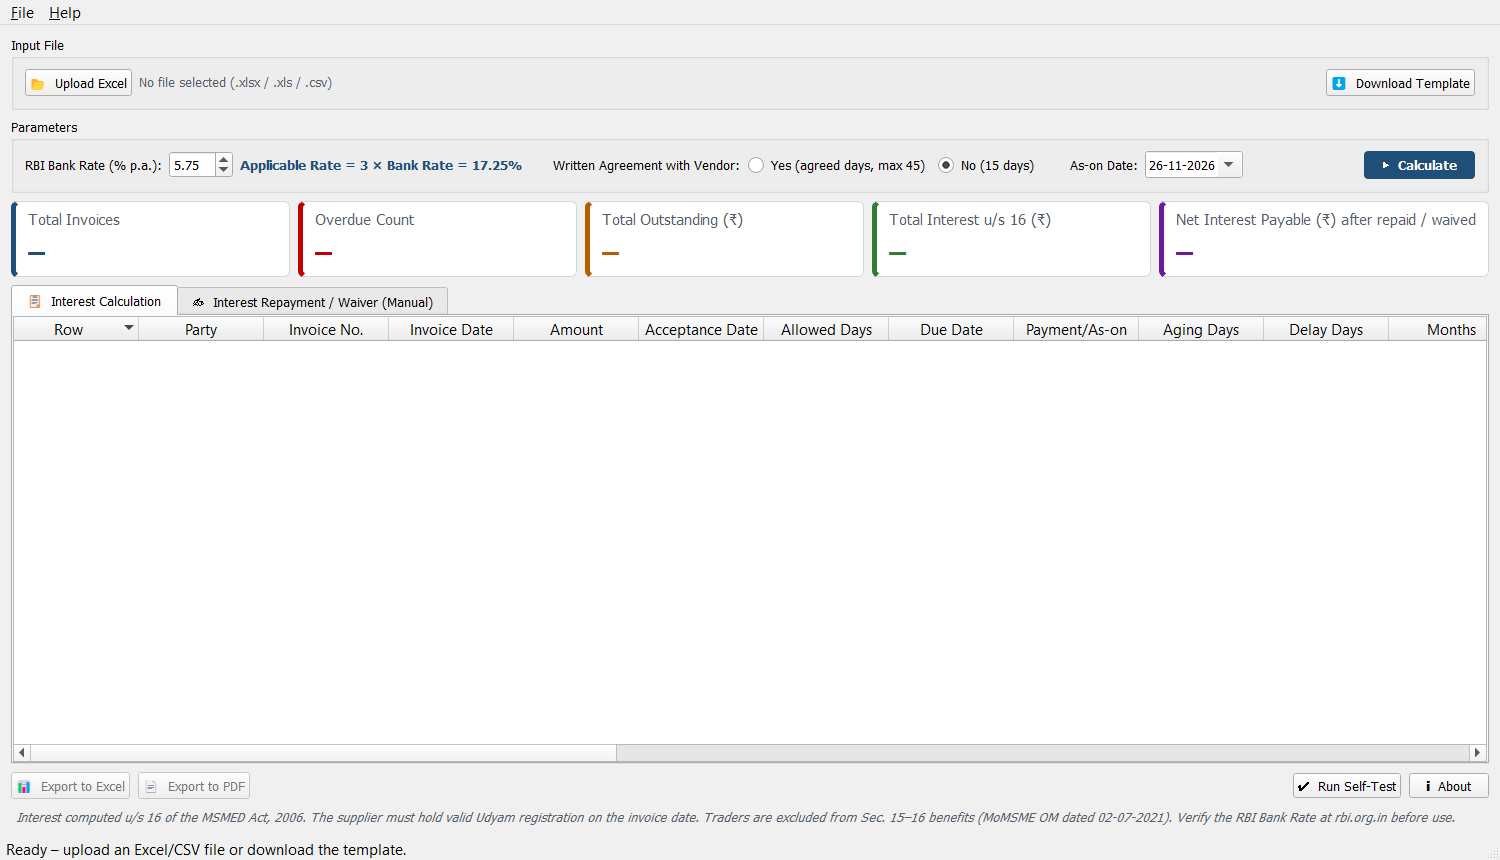 File Help
Input File
Upload Excel No file selected (.xlsx / .xls / .csv) Download Template
Parameters
RBI Bank Rate (% p.a.): 5.75 Applicable Rate = 3 × Bank Rate = 17.25% Written Agreement with Vendor: Yes (agreed days, max 45) No (15 days) As-on Date: 26-11-2026 Calculate
Total Invoices Overdue Count Total Outstanding (₹) Total Interest u/s 16 (₹) Net Interest Payable (₹) after repaid / waived
— — — — —
Interest Calculation Interest Repayment / Waiver (Manual)
Row Party Invoice No. Invoice Date Amount Acceptance Date Allowed Days Due Date Payment/As-on Aging Days Delay Days Months
Export to Excel Export to PDF Run Self-Test About
Interest computed u/s 16 of the MSMED Act, 2006. The supplier must hold valid Udyam registration on the invoice date. Traders are excluded from Sec. 15–16 benefits (MoMSME OM dated 02-07-2021). Verify the RBI Bank Rate at rbi.org.in before use.
Ready – upload an Excel/CSV file or download the template.